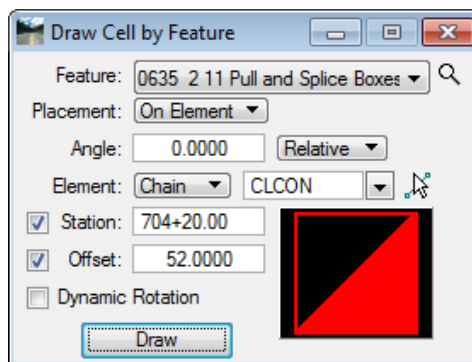 Draw Cell by Feature
Feature: 0635 2 11 Pull and Splice Boxes
Placement: On Element
Angle: 0.0000 Relative
Element: Chain CLCON
Station: 704+20.00
Offset: 52.0000
Dynamic Rotation
Draw